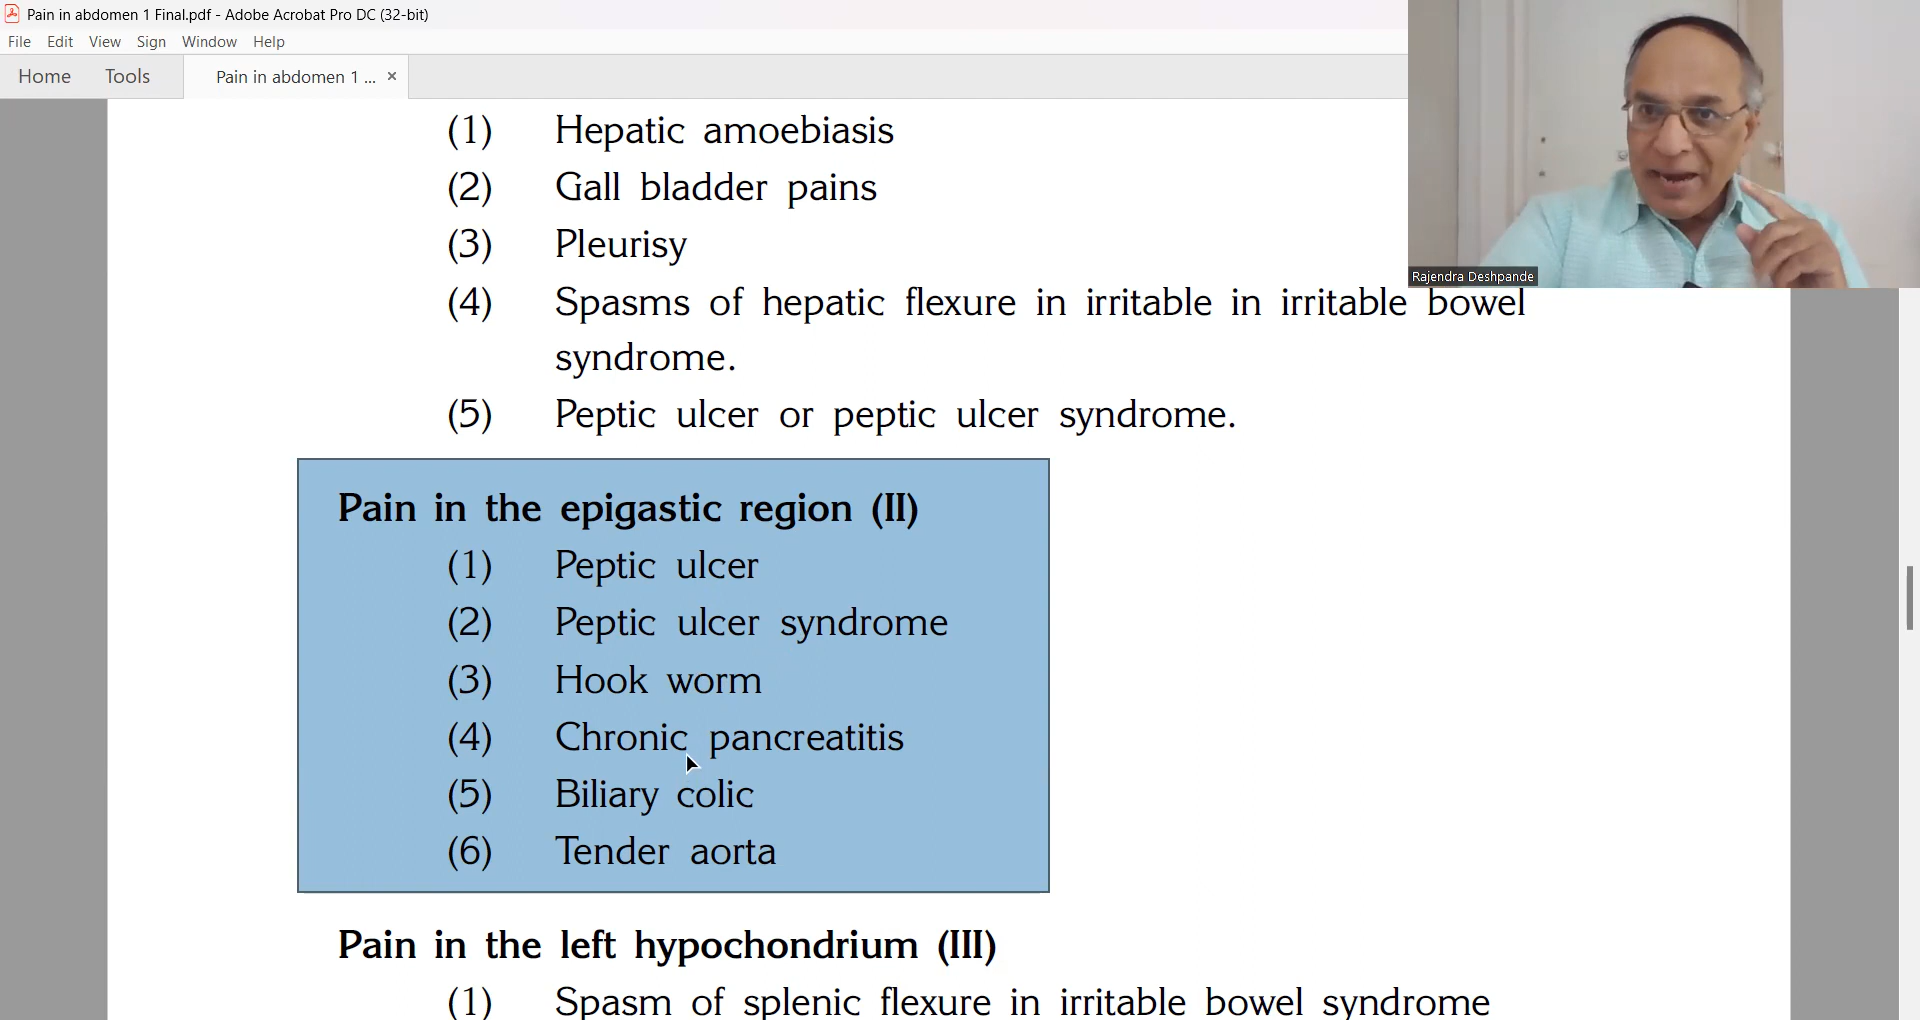 Pain in abdomen 1 Final.pdf - Adobe Acrobat Pro DC (32-bit)
File Edit View Sign Window Help
Home Tools Pain in abdomen 1 ... ×
(1) Hepatic amoebiasis
(2) Gall bladder pains
(3) Pleurisy
Rajendra Deshpande
(4) Spasms of hepatic flexure in irritable in irritable bowel
syndrome.
(5) Peptic ulcer or peptic ulcer syndrome.
Pain in the epigastic region (II)
(1) Peptic ulcer
(2) Peptic ulcer syndrome
(3) Hook worm
(4) Chronic pancreatitis
(5) Biliary colic
(6) Tender aorta
Pain in the left hypochondrium (III)
(1) Spasm of splenic flexure in irritable bowel syndrome